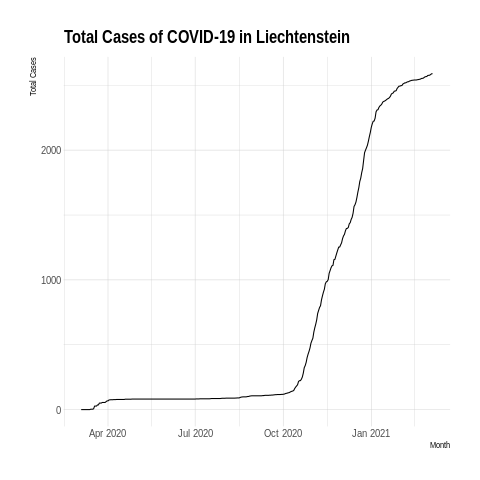 Total Cases of COVID-19 in Liechtenstein
Total Cases
2000
1000
0
Apr 2020 Jul 2020 Oct 2020 Jan 2021
Month